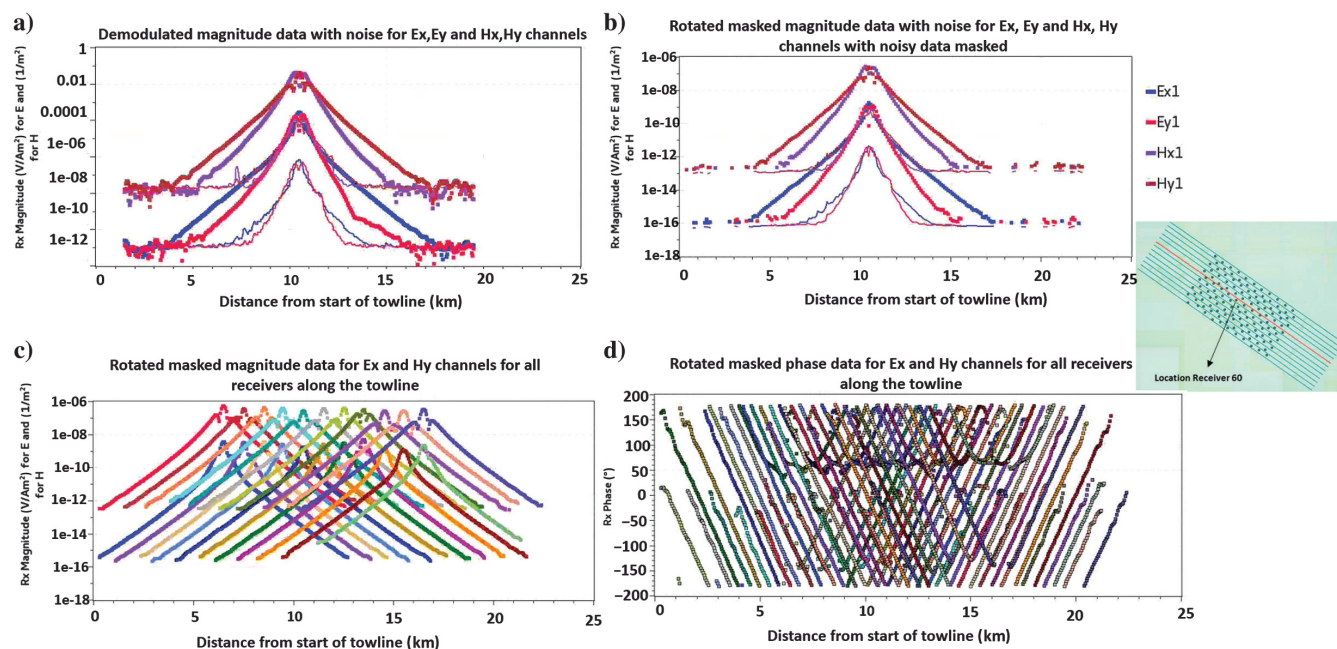 a)
Demodulated magnitude data with noise for Ex,Ey and Hx,Hy channels
Rx Magnitude (V/Am²) for E and (1/m²)
for H
1
0.01
0.0001
1e-06
1e-08
1e-10
1e-12
0 5 10 15 20 25
Distance from start of towline (km)
b)
Rotated masked magnitude data with noise for Ex, Ey and Hx, Hy
channels with noisy data masked
Rx Magnitude (V/Am²) for E and (1/m²)
for H
1e-06
1e-08
1e-10
1e-12
1e-14
1e-16
1e-18
0 5 10 15 20 25
Distance from start of towline (km)
Ex1
Ey1
Hx1
Hy1
Location Receiver 60
c)
Rotated masked magnitude data for Ex and Hy channels for all
receivers along the towline
Rx Magnitude (V/Am²) for E and (1/m²)
for H
1e-06
1e-08
1e-10
1e-12
1e-14
1e-16
1e-18
0 5 10 15 20 25
Distance from start of towline (km)
d)
Rotated masked phase data for Ex and Hy channels for all receivers
along the towline
Rx Phase (°)
200
150
100
50
0
−50
−100
−150
−200
0 5 10 15 20 25
Distance from start of towline (km)